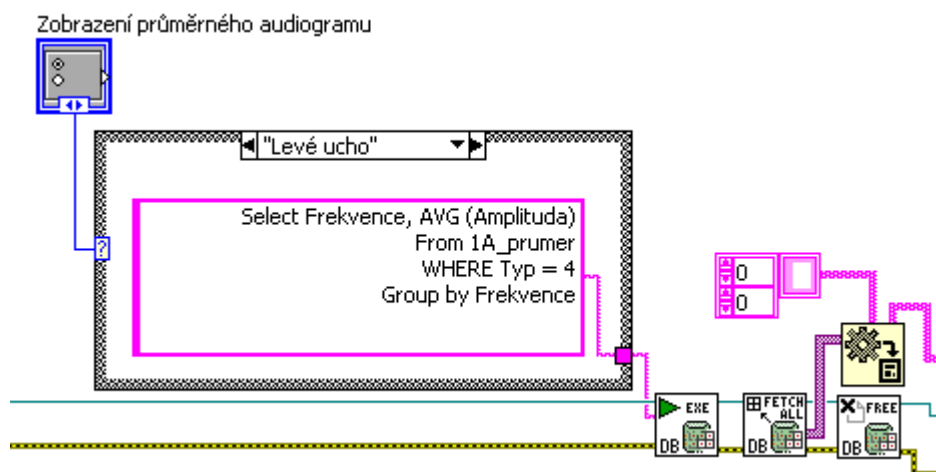 Zobrazení průměrného audiogramu
"Levé ucho"
?
Select Frekvence, AVG (Amplituda)
From 1A_prumer
WHERE Typ = 4
Group by Frekvence
0
0
EXE
DB
FETCH
ALL
DB
FREE
DB